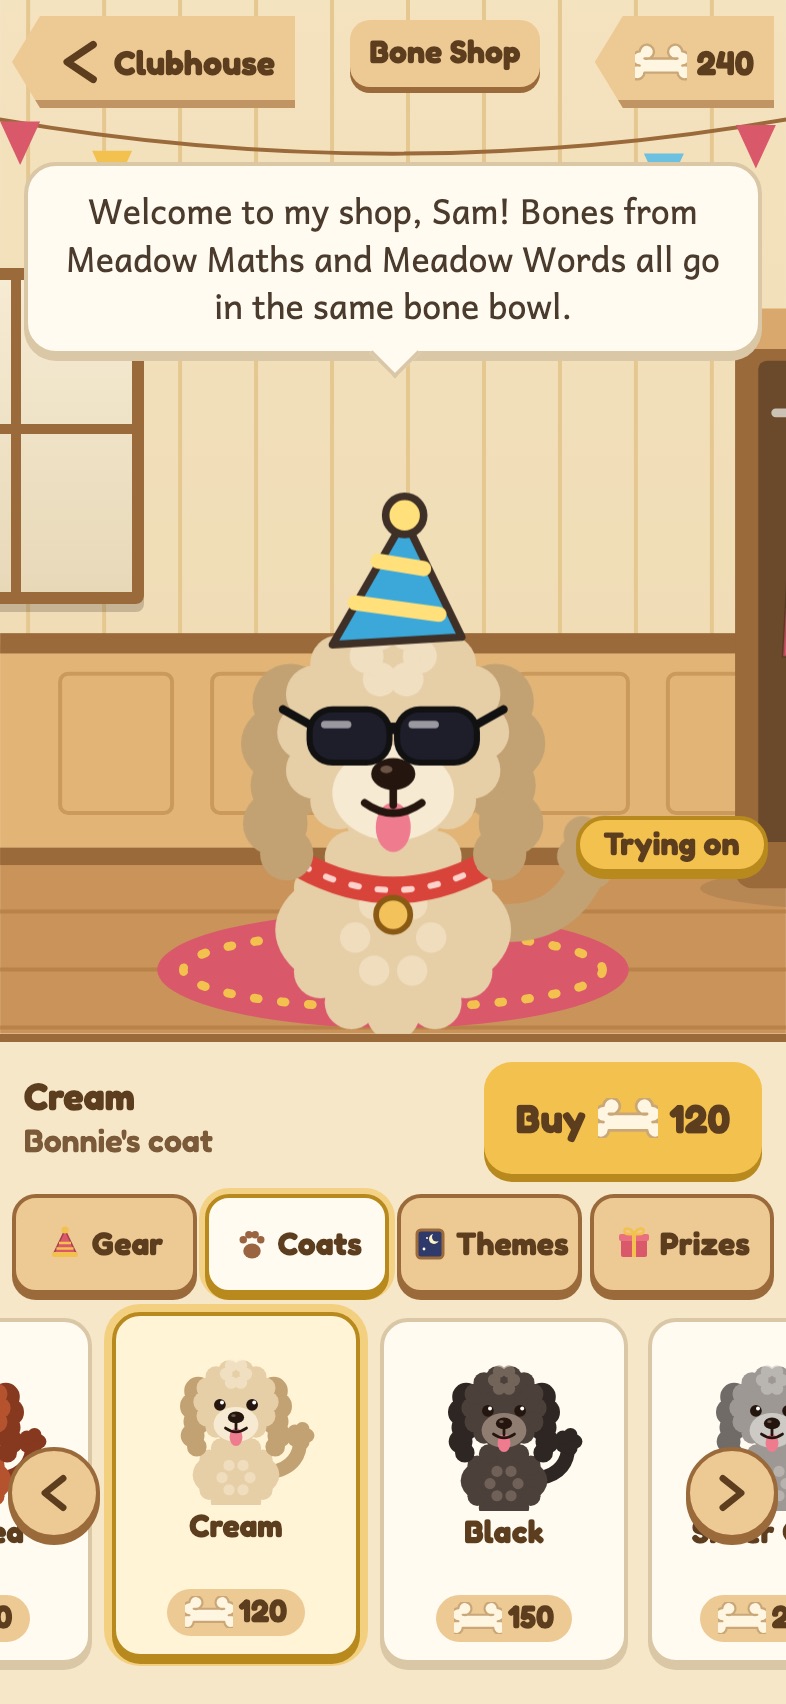 Clubhouse
Bone Shop
240
Welcome to my shop, Sam! Bones from
Meadow Maths and Meadow Words all go
in the same bone bowl.
Trying on
Cream
Bonnie's coat
Buy 120
Gear
Coats
Themes
Prizes
Cream
Black
120
150